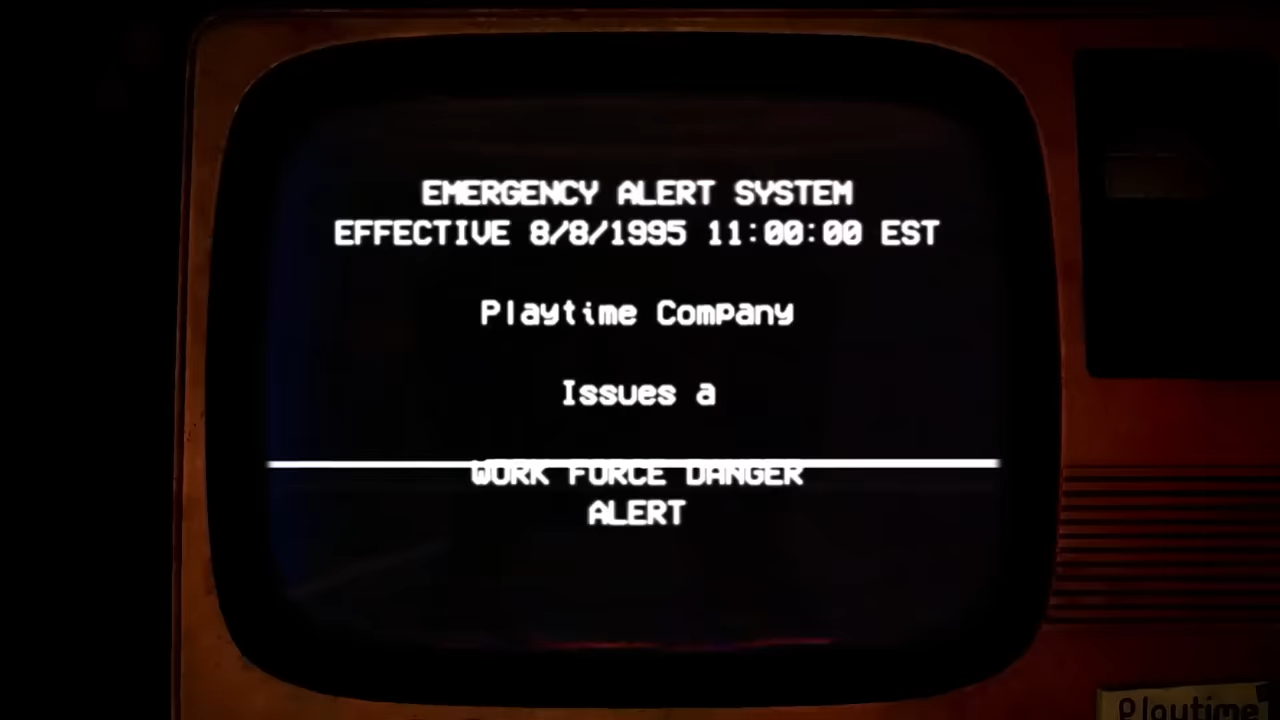 EMERGENCY ALERT SYSTEM
EFFECTIVE 8/8/1995 11:00:00 EST
Playtime Company
Issues a
WORK FORCE DANGER
ALERT
Playtime